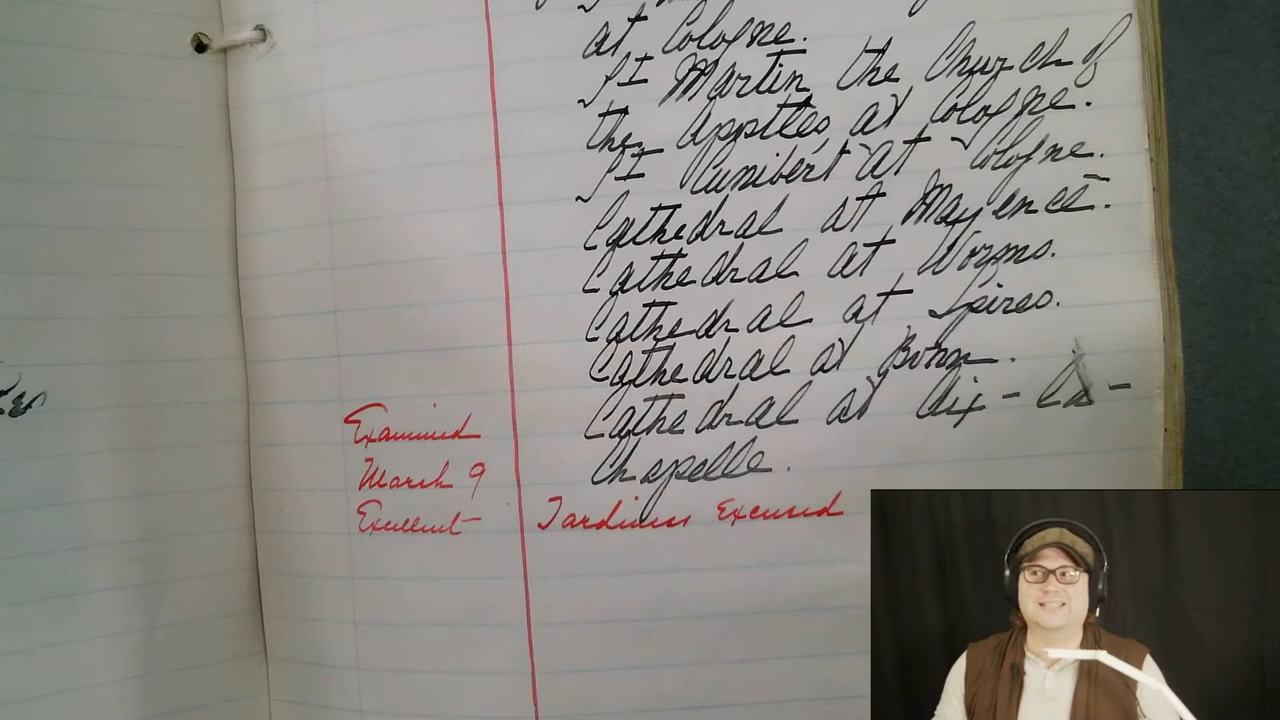 at Cologne.
St Martin the Church of
the Apostles at Cologne.
St Cunibert at Cologne.
Cathedral at Mayence.
Cathedral at Worms.
Cathedral at Spires.
Cathedral at Bonn.
Cathedral at Aix-la-
Chapelle.
Examined
March 9
Excellent
Tardiness Excused